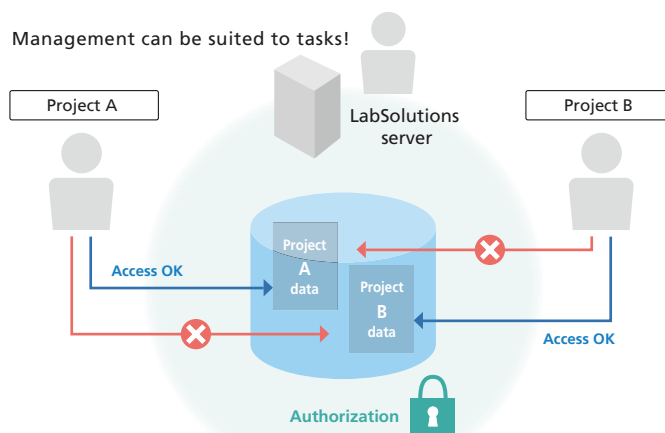 Management can be suited to tasks!
Project A
LabSolutions
server
Project B
Project
A
data
Access OK
Project
B
data
Access OK
Authorization